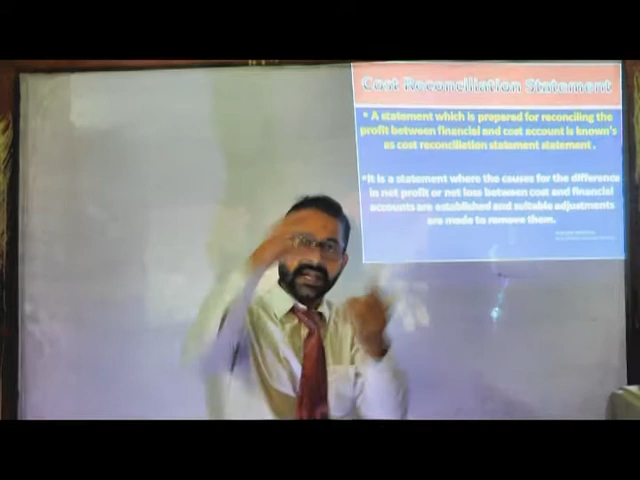 Cost Reconciliation Statement
* A statement which is prepared for reconciling the
profit between financial and cost account is known's
as cost reconciliation statement statement .
*It is a statement where the causes for the difference
in net profit or net loss between cost and financial
accounts are established and suitable adjustments
are made to remove them.